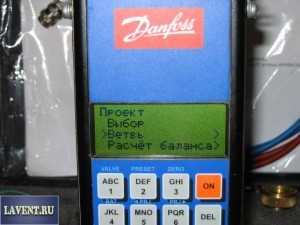 Danfoss
Проект
Выбор
>Ветвь >
Расчёт баланса>
VALVE PRESET ZERO
ABC DEF GHI ON
1 2 3
JKL MNO PQR DEL
4 5 6
LAVENT.RU